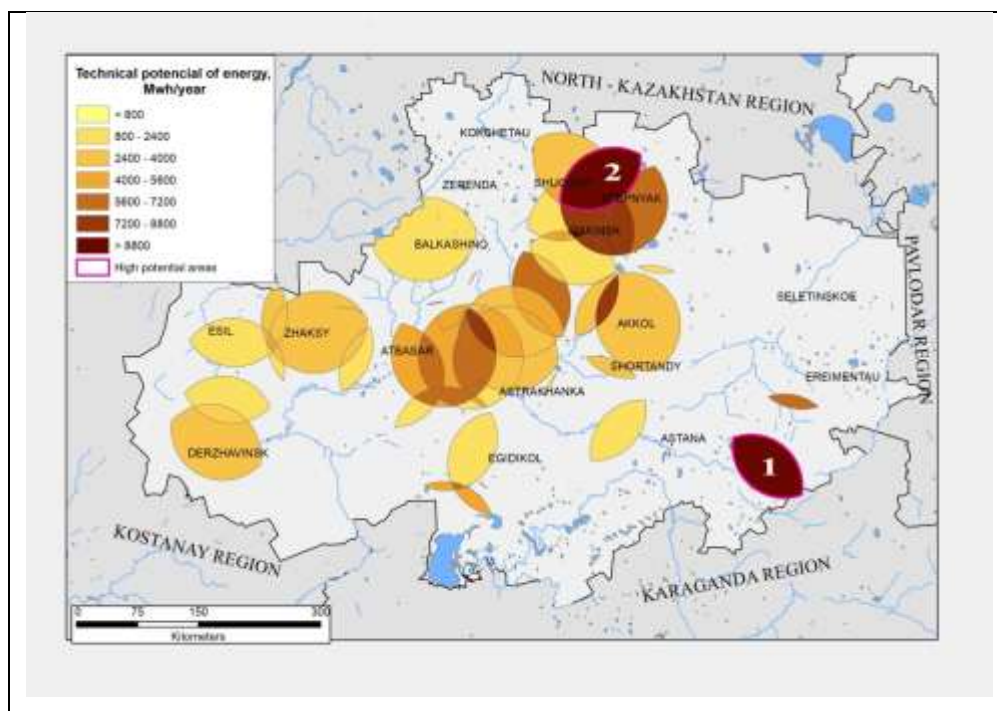 Technical potencial of energy,
Mwh/year
< 800
800 - 2400
2400 - 4000
4000 - 5600
5600 - 7200
7200 - 8800
> 8800
High potential areas
NORTH - KAZAKHSTAN REGION
KOKCHETAU
ZERENDA
2
BALKASHINO
PAVLODAR REGION
SELETINSKOE
ESIL
ZHAKSY
ATBASAR
AKKOL
SHORTANDY
EREIMENTAU
ASTRAKHANKA
DERZHAVINSK
EGIDIKOL
ASTANA
1
KOSTANAY REGION
KARAGANDA REGION
0 75 150 300
Kilometers